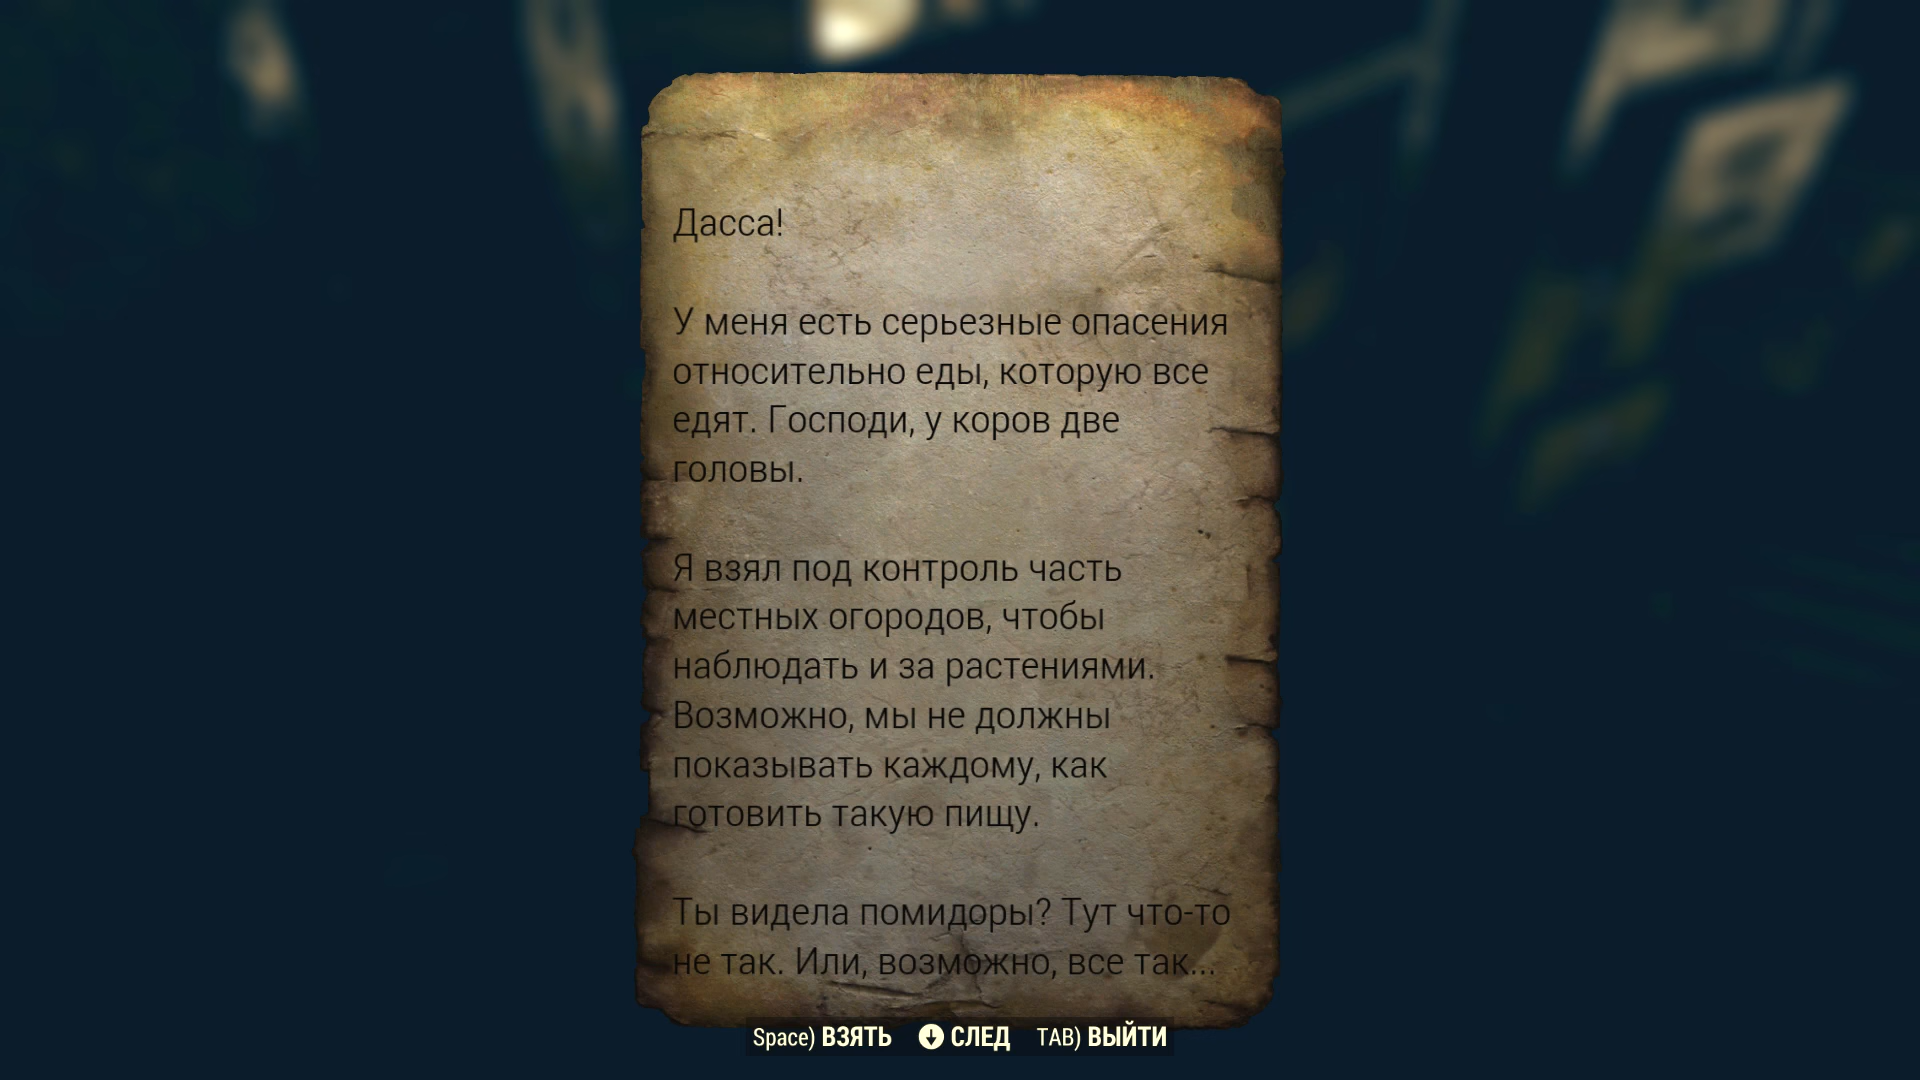 Дасса!
У меня есть серьезные опасения
относительно еды, которую все
едят. Господи, у коров две
головы.
Я взял под контроль часть
местных огородов, чтобы
наблюдать и за растениями.
Возможно, мы не должны
показывать каждому, как
готовить такую пищу.
Ты видела помидоры? Тут что-то
не так. Или, возможно, все так...
Space) ВЗЯТЬ СЛЕД TAB) ВЫЙТИ